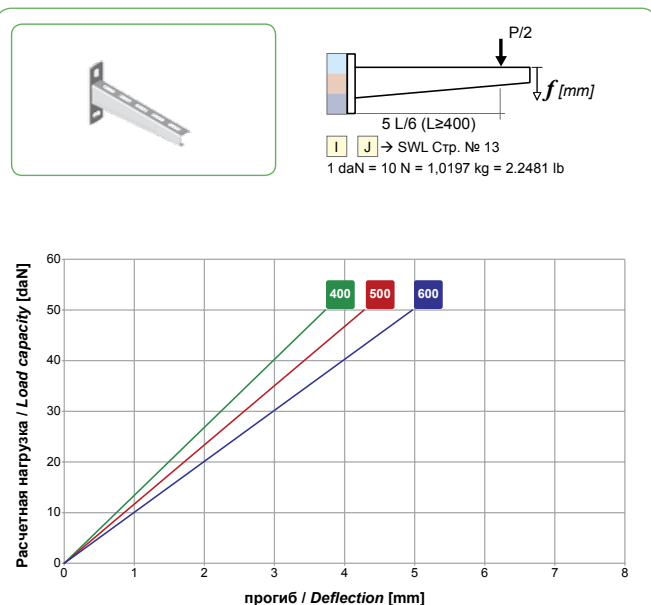 P/2
f [mm]
5 L/6 (L≥400)
I J → SWL Стр. № 13
1 daN = 10 N = 1,0197 kg = 2.2481 lb
Расчетная нагрузка / Load capacity [daN]
60
50
40
30
20
10
0
400 500 600
0 1 2 3 4 5 6 7 8
прогиб / Deflection [mm]